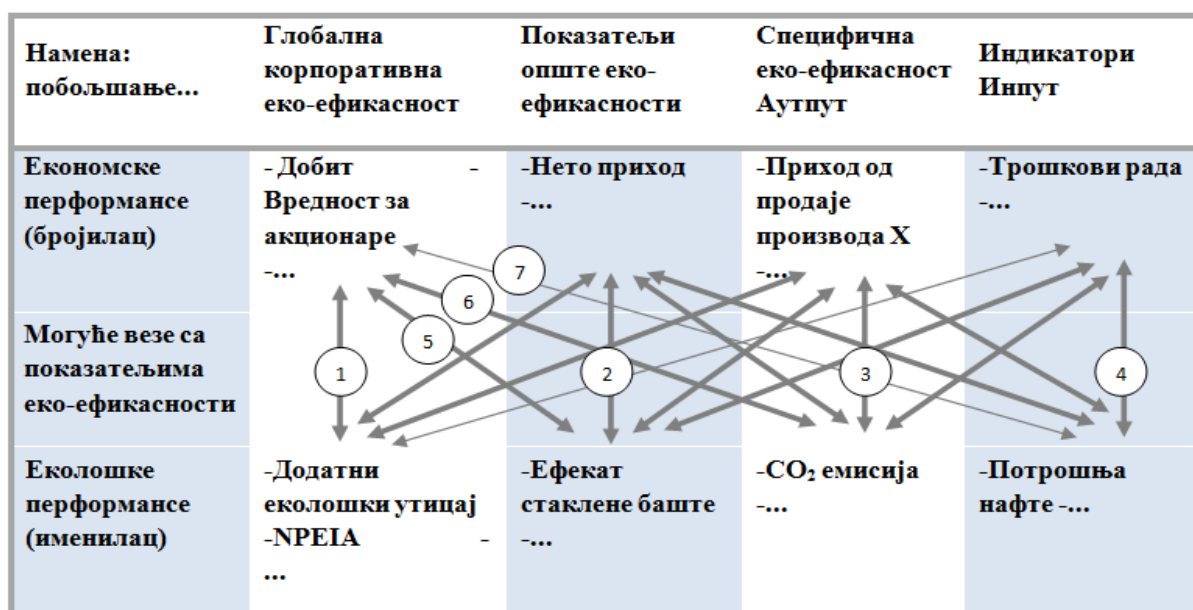 Намена:
побољшање...
Глобална
корпоративна
еко-ефикасност
Показатељи
опште еко-
ефикасности
Специфична
еко-ефикасност
Аутпут
Индикатори
Инпут
Економске
перформансе
(бројилац)
- Добит -
Вредност за
акционаре
-...
-Нето приход
-...
-Приход од
продаје
производа X
-...
-Трошкови рада
-...
7
6
5
Могуће везе са
показатељима
еко-ефикасности
1
2
3
4
Еколошке
перформансе
(именилац)
-Додатни
еколошки утицај
-NPEIA -
...
-Ефекат
стаклене баште
-...
-CO₂ емисија
-...
-Потрошња
нафте -...